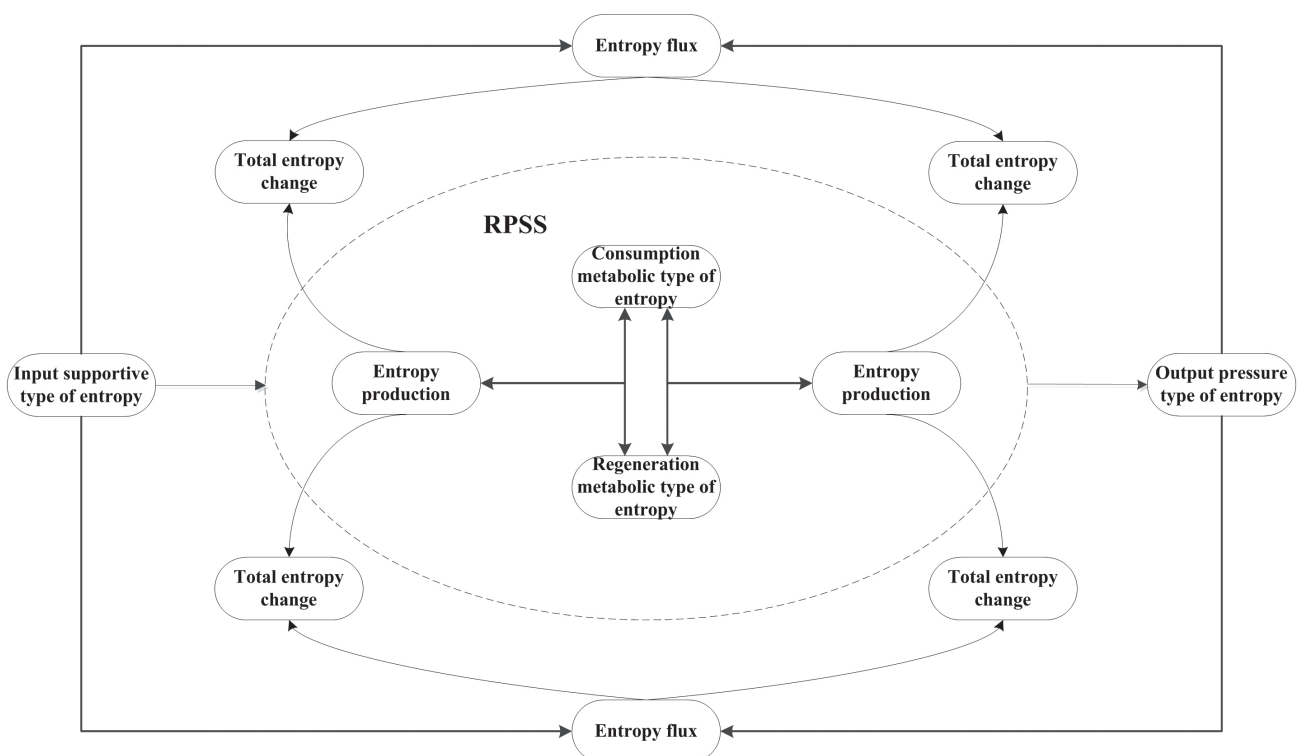 Entropy flux
Total entropy
change
Total entropy
change
RPSS
Consumption
metabolic type of
entropy
Input supportive
type of entropy
Entropy
production
Entropy
production
Output pressure
type of entropy
Regeneration
metabolic type of
entropy
Total entropy
change
Total entropy
change
Entropy flux